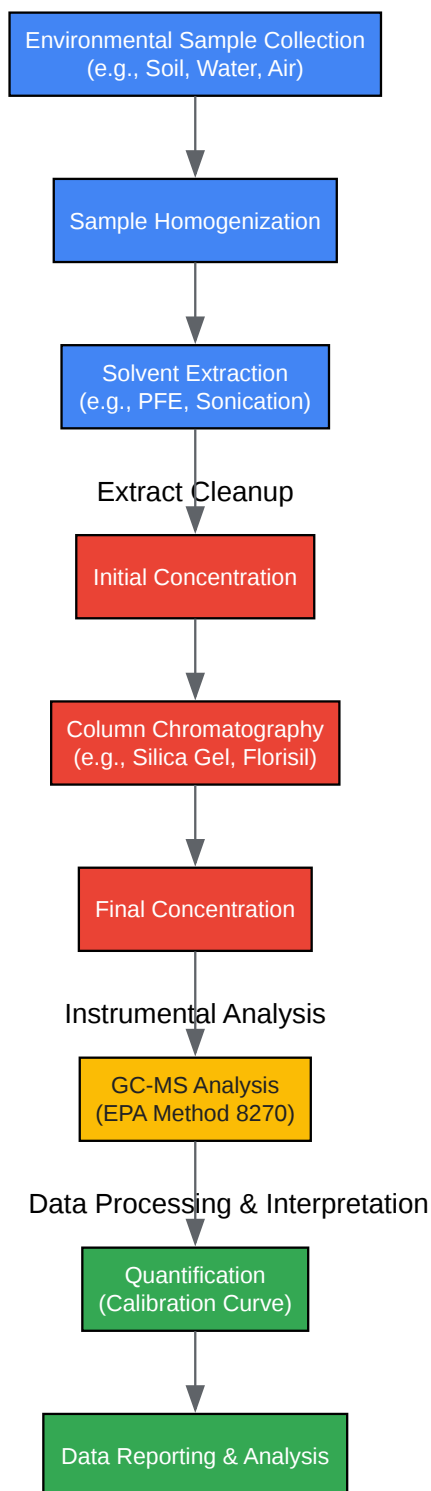 Environmental Sample Collection
(e.g., Soil, Water, Air)
Sample Homogenization
Solvent Extraction
(e.g., PFE, Sonication)
Extract Cleanup
Initial Concentration
Column Chromatography
(e.g., Silica Gel, Florisil)
Final Concentration
Instrumental Analysis
GC-MS Analysis
(EPA Method 8270)
Data Processing & Interpretation
Quantification
(Calibration Curve)
Data Reporting & Analysis